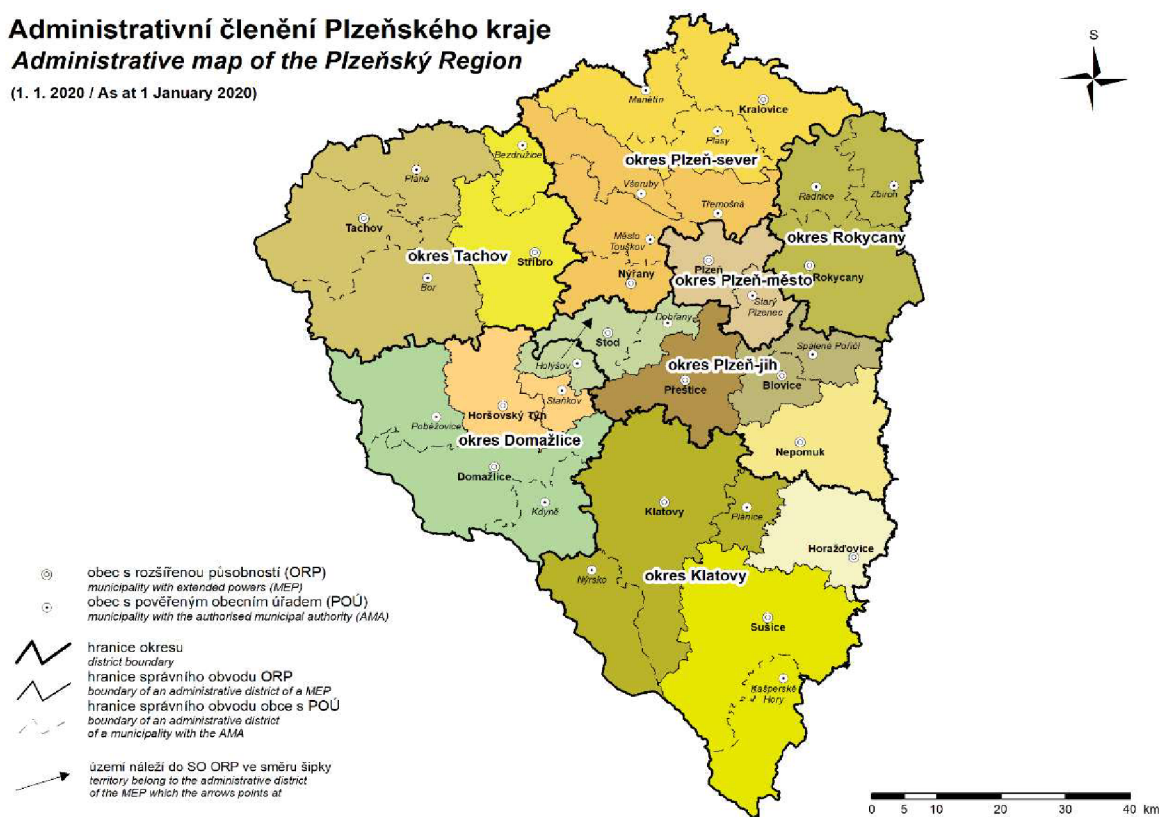 Administrativní členění Plzeňského kraje
Administrative map of the Plzeňský Region
(1. 1. 2020 / As at 1 January 2020)
S
Manětín
Kralovice
Plasy
Bezdružice
okres Plzeň-sever
Planá
Všeruby
Radnice
Zbiroh
Třemošná
Tachov
Město
Touškov
okres Rokycany
okres Tachov
Stříbro
Plzeň
Nýřany
okres Plzeň-město
Rokycany
Bor
Starý
Plzenec
Dobřany
Stod
Spálené Poříčí
Holýšov
okres Plzeň-jih
Blovice
Přeštice
Staňkov
Horšovský Týn
Poběžovice
okres Domažlice
Nepomuk
Domažlice
Kdyně
Klatovy
Plánice
Horažďovice
Nýrsko
okres Klatovy
Sušice
Kašperské
Hory
obec s rozšířenou působností (ORP)
municipality with extended powers (MEP)
obec s pověřeným obecním úřadem (POÚ)
municipality with the authorised municipal authority (AMA)
hranice okresu
district boundary
hranice správního obvodu ORP
boundary of an administrative district of a MEP
hranice správního obvodu obce s POÚ
boundary of an administrative district
of a municipality with the AMA
území náleží do SO ORP ve směru šipky
territory belong to the administrative district
of the MEP which the arrows points at
0 5 10 20 30 40 km